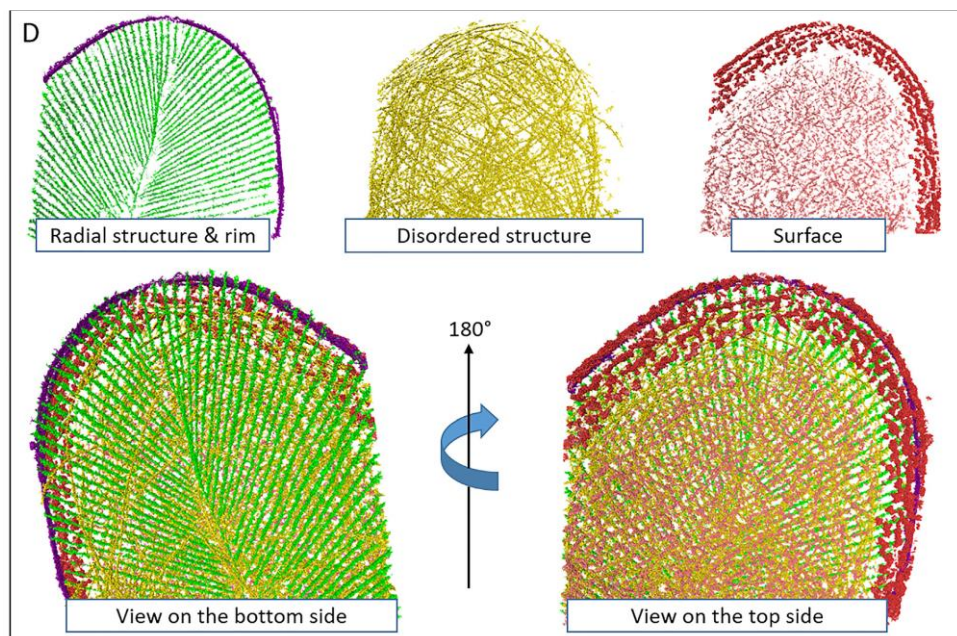 D
Radial structure & rim
Disordered structure
Surface
180°
View on the bottom side
View on the top side